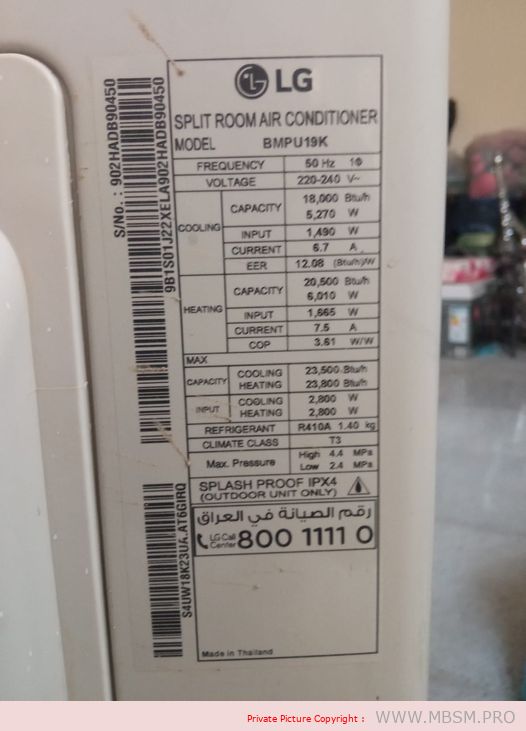 LG
SPLIT ROOM AIR CONDITIONER
MODEL BMPU19K
FREQUENCY 50 Hz 1Φ
VOLTAGE 220-240 V~
COOLING
CAPACITY 18,000 Btu/h
5,270 W
INPUT 1,490 W
CURRENT 6.7 A
EER 12.08 (Btu/h)/W
HEATING
CAPACITY 20,500 Btu/h
6,010 W
INPUT 1,665 W
CURRENT 7.5 A
COP 3.61 W/W
MAX
CAPACITY COOLING 23,500 Btu/h
HEATING 23,800 Btu/h
INPUT COOLING 2,800 W
HEATING 2,800 W
REFRIGERANT R410A 1.40 kg
CLIMATE CLASS T3
Max. Pressure High 4.4 MPa
Low 2.4 MPa
SPLASH PROOF IPX4
(OUTDOOR UNIT ONLY)
رقم الصيانة في العراق
LG Call Center 800 1111 0
Made in Thailand
S/No. : 902HADB90450
9B1S01J22XELA902HADB90450
S4UW18K23UA.AT6GIRQ
Private Picture Copyright : WWW.MBSM.PRO